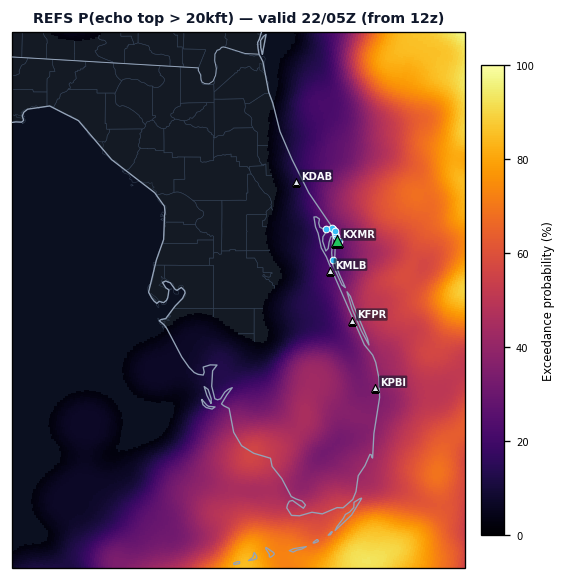 REFS P(echo top > 20kft) — valid 22/05Z (from 12z)
KDAB
KXMR
KMLB
KFPR
KPBI
100
80
60
40
20
0
Exceedance probability (%)